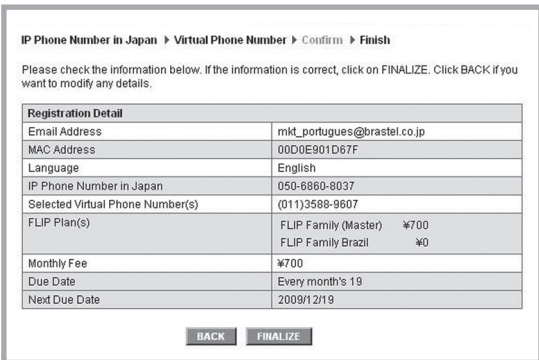 IP Phone Number in Japan ▶ Virtual Phone Number ▶ Confirm ▶ Finish
Please check the information below. If the information is correct, click on FINALIZE. Click BACK if you
want to modify any details.
Registration Detail
Email Address mkt_portugues@brastel.co.jp
MAC Address 00D0E901D67F
Language English
IP Phone Number in Japan 050-6860-8037
Selected Virtual Phone Number(s) (011)3588-9607
FLIP Plan(s) FLIP Family (Master) ¥700
FLIP Family Brazil ¥0
Monthly Fee ¥700
Due Date Every month's 19
Next Due Date 2009/12/19
BACK FINALIZE